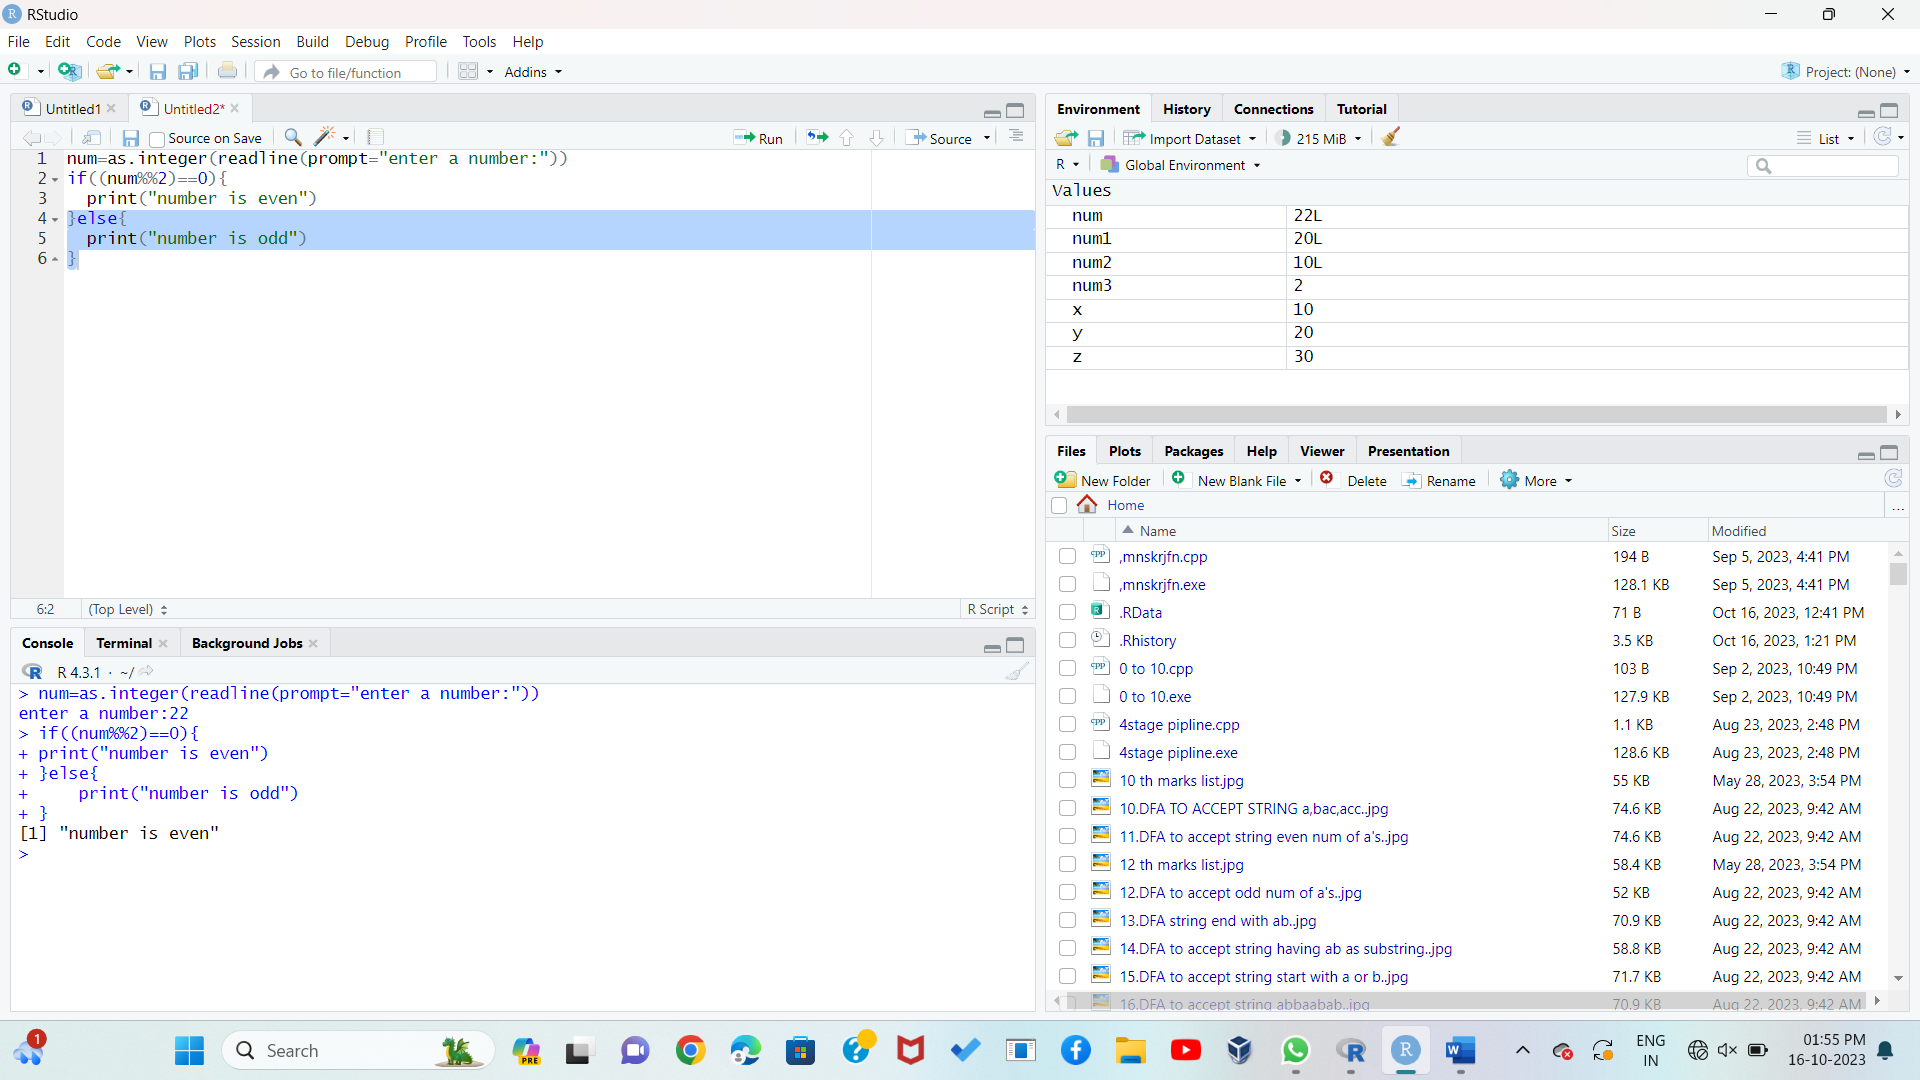 RStudio
File Edit Code View Plots Session Build Debug Profile Tools Help
Go to file/function Addins Project: (None)
Untitled1 Untitled2*
Source on Save Run Source
1 num=as.integer(readline(prompt="enter a number:"))
2 if((num%%2)==0){
3 print("number is even")
4 }else{
5 print("number is odd")
6 }
6:2 (Top Level) R Script
Console Terminal Background Jobs
R 4.3.1 · ~/
> num=as.integer(readline(prompt="enter a number:"))
enter a number:22
> if((num%%2)==0){
+ print("number is even")
+ }else{
+ print("number is odd")
+ }
[1] "number is even"
>
Environment History Connections Tutorial
Import Dataset 215 MiB List
R Global Environment
Values
num 22L
num1 20L
num2 10L
num3 2
x 10
y 20
z 30
Files Plots Packages Help Viewer Presentation
New Folder New Blank File Delete Rename More
Home ...
Name Size Modified
,mnskrjfn.cpp 194 B Sep 5, 2023, 4:41 PM
,mnskrjfn.exe 128.1 KB Sep 5, 2023, 4:41 PM
.RData 71 B Oct 16, 2023, 12:41 PM
.Rhistory 3.5 KB Oct 16, 2023, 1:21 PM
0 to 10.cpp 103 B Sep 2, 2023, 10:49 PM
0 to 10.exe 127.9 KB Sep 2, 2023, 10:49 PM
4stage pipline.cpp 1.1 KB Aug 23, 2023, 2:48 PM
4stage pipline.exe 128.6 KB Aug 23, 2023, 2:48 PM
10 th marks list.jpg 55 KB May 28, 2023, 3:54 PM
10.DFA TO ACCEPT STRING a,bac,acc..jpg 74.6 KB Aug 22, 2023, 9:42 AM
11.DFA to accept string even num of a's..jpg 74.6 KB Aug 22, 2023, 9:42 AM
12 th marks list.jpg 58.4 KB May 28, 2023, 3:54 PM
12.DFA to accept odd num of a's..jpg 52 KB Aug 22, 2023, 9:42 AM
13.DFA string end with ab..jpg 70.9 KB Aug 22, 2023, 9:42 AM
14.DFA to accept string having ab as substring..jpg 58.8 KB Aug 22, 2023, 9:42 AM
15.DFA to accept string start with a or b..jpg 71.7 KB Aug 22, 2023, 9:42 AM
16.DFA to accept string abbaabab..jpg 70.9 KB Aug 22, 2023, 9:42 AM
1 Search PRE ENG 01:55 PM
IN 16-10-2023